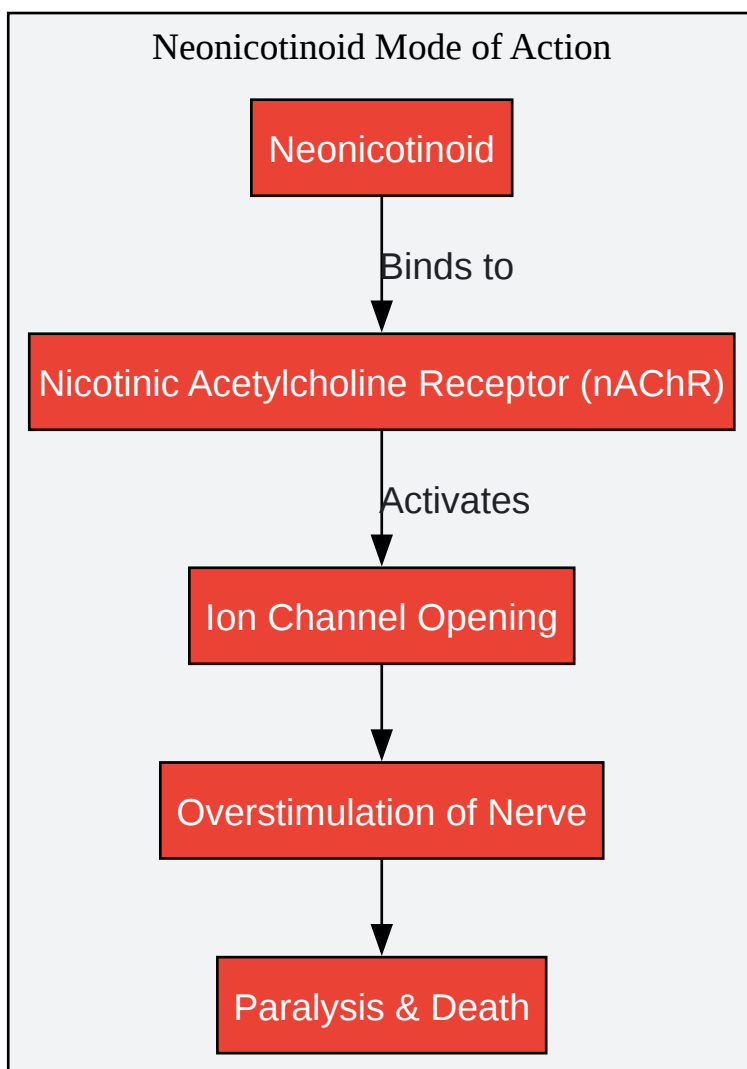 Neonicotinoid Mode of Action
Neonicotinoid
Binds to
Nicotinic Acetylcholine Receptor (nAChR)
Activates
Ion Channel Opening
Overstimulation of Nerve
Paralysis & Death